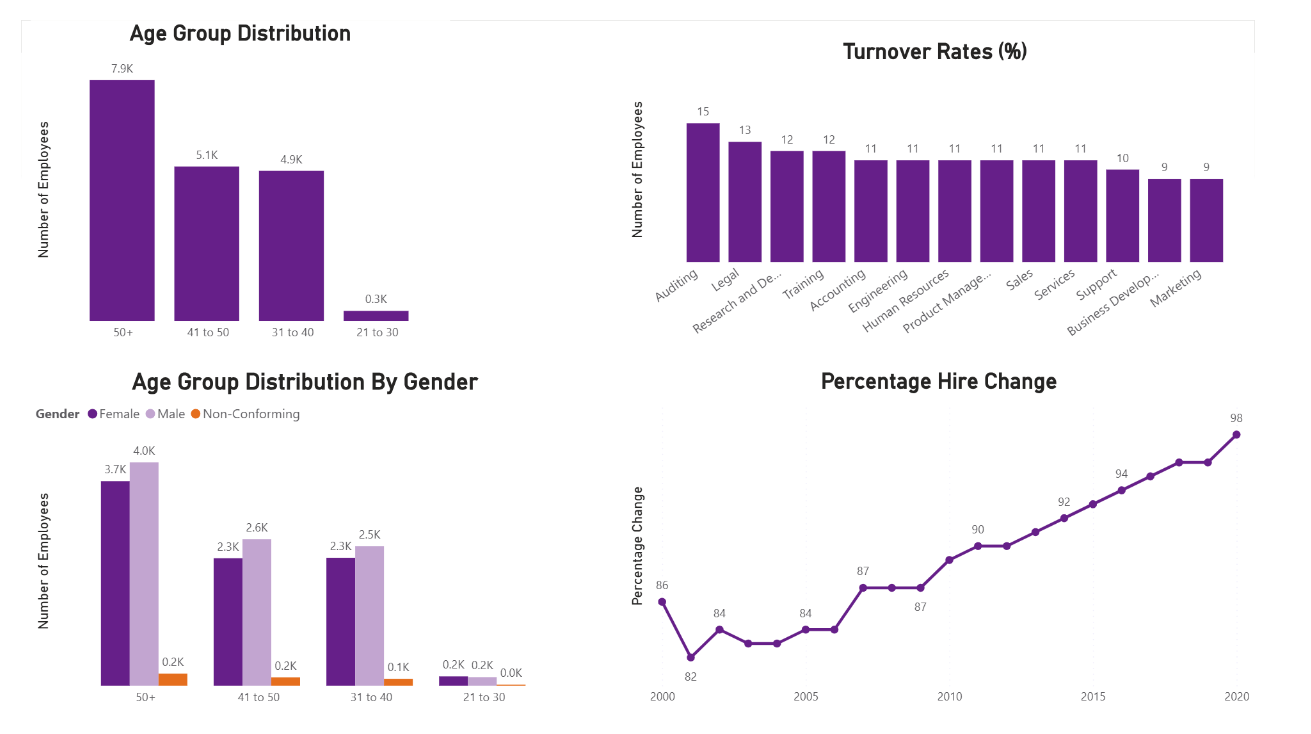 Age Group Distribution
Number of Employees
7.9K
5.1K
4.9K
0.3K
50+
41 to 50
31 to 40
21 to 30
Turnover Rates (%)
Number of Employees
15
13
12
12
11
11
11
11
11
11
10
9
9
Auditing
Legal
Research and De...
Training
Accounting
Engineering
Human Resources
Product Manage...
Sales
Services
Support
Business Develop...
Marketing
Age Group Distribution By Gender
Gender Female Male Non-Conforming
Number of Employees
3.7K
4.0K
0.2K
2.3K
2.6K
0.2K
2.3K
2.5K
0.1K
0.2K
0.2K
0.0K
50+
41 to 50
31 to 40
21 to 30
Percentage Hire Change
Percentage Change
86
82
84
84
87
87
90
92
94
98
2000
2005
2010
2015
2020